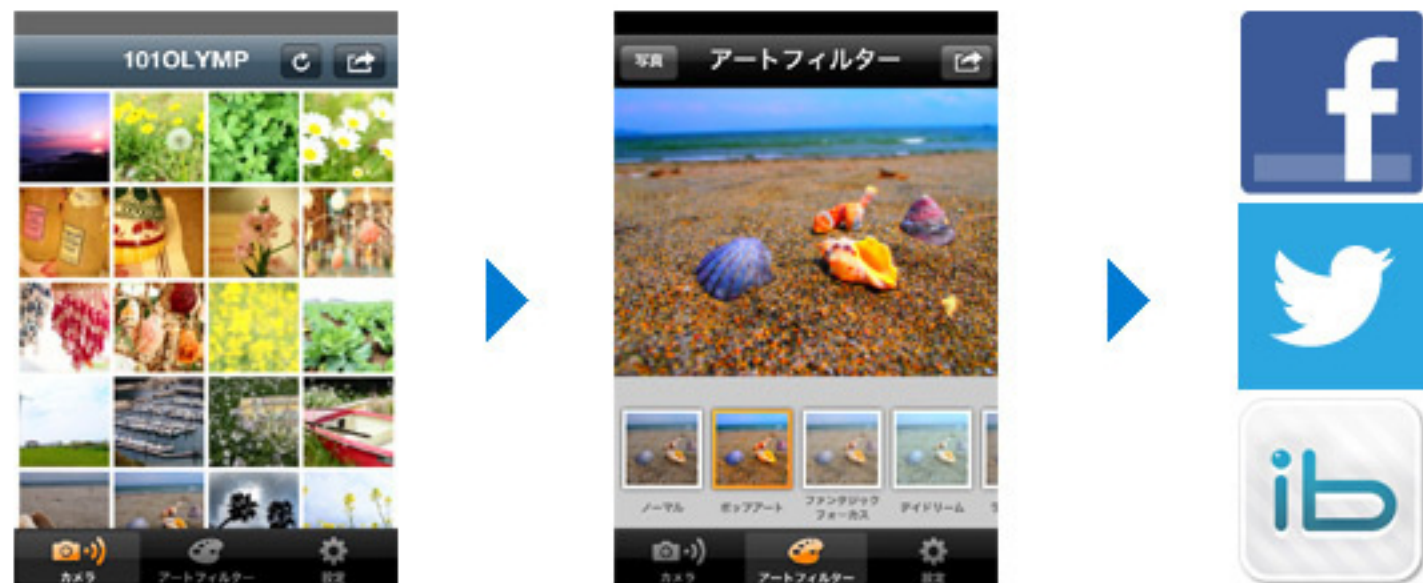 101OLYMP
カメラ
アートフィルター
設定
写真
アートフィルター
ノーマル
ポップアート
ファンタジック
フォーカス
デイドリーム
カメラ
アートフィルター
設定
f
ib